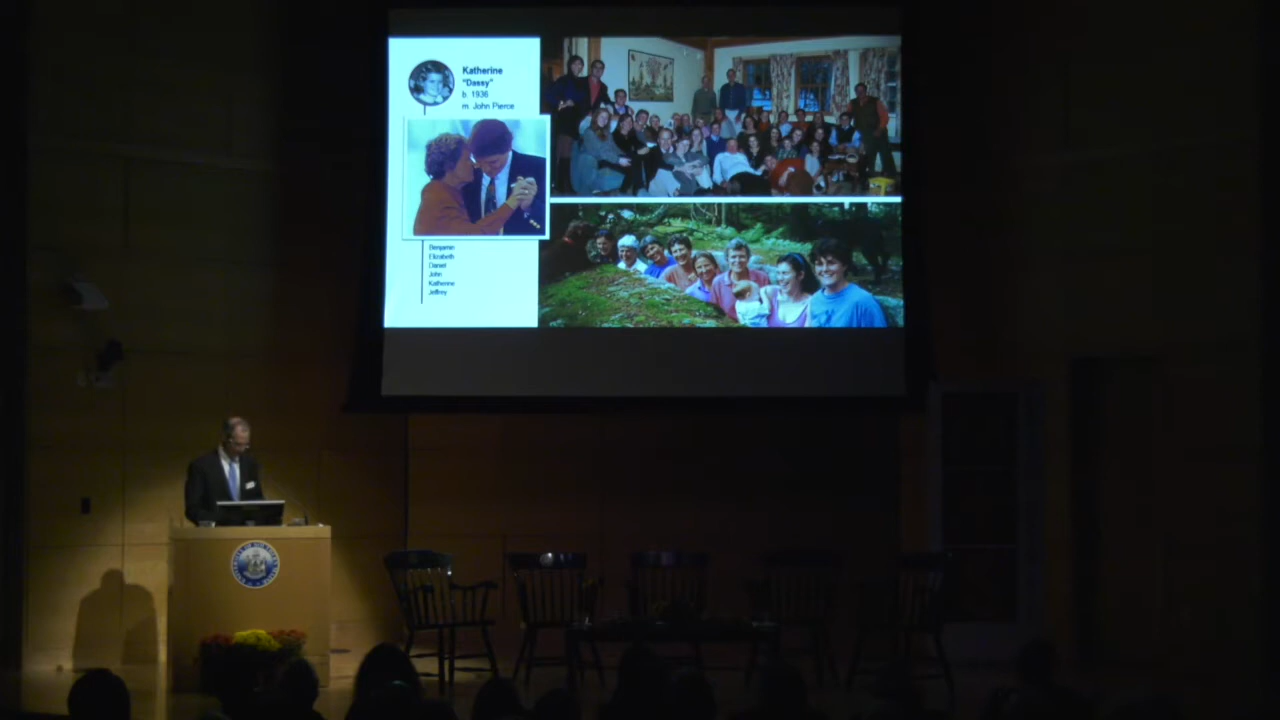 Katherine
"Dassy"
b. 1936
m. John Pierce
Benjamin
Elizabeth
Daniel
John
Katherine
Jeffrey